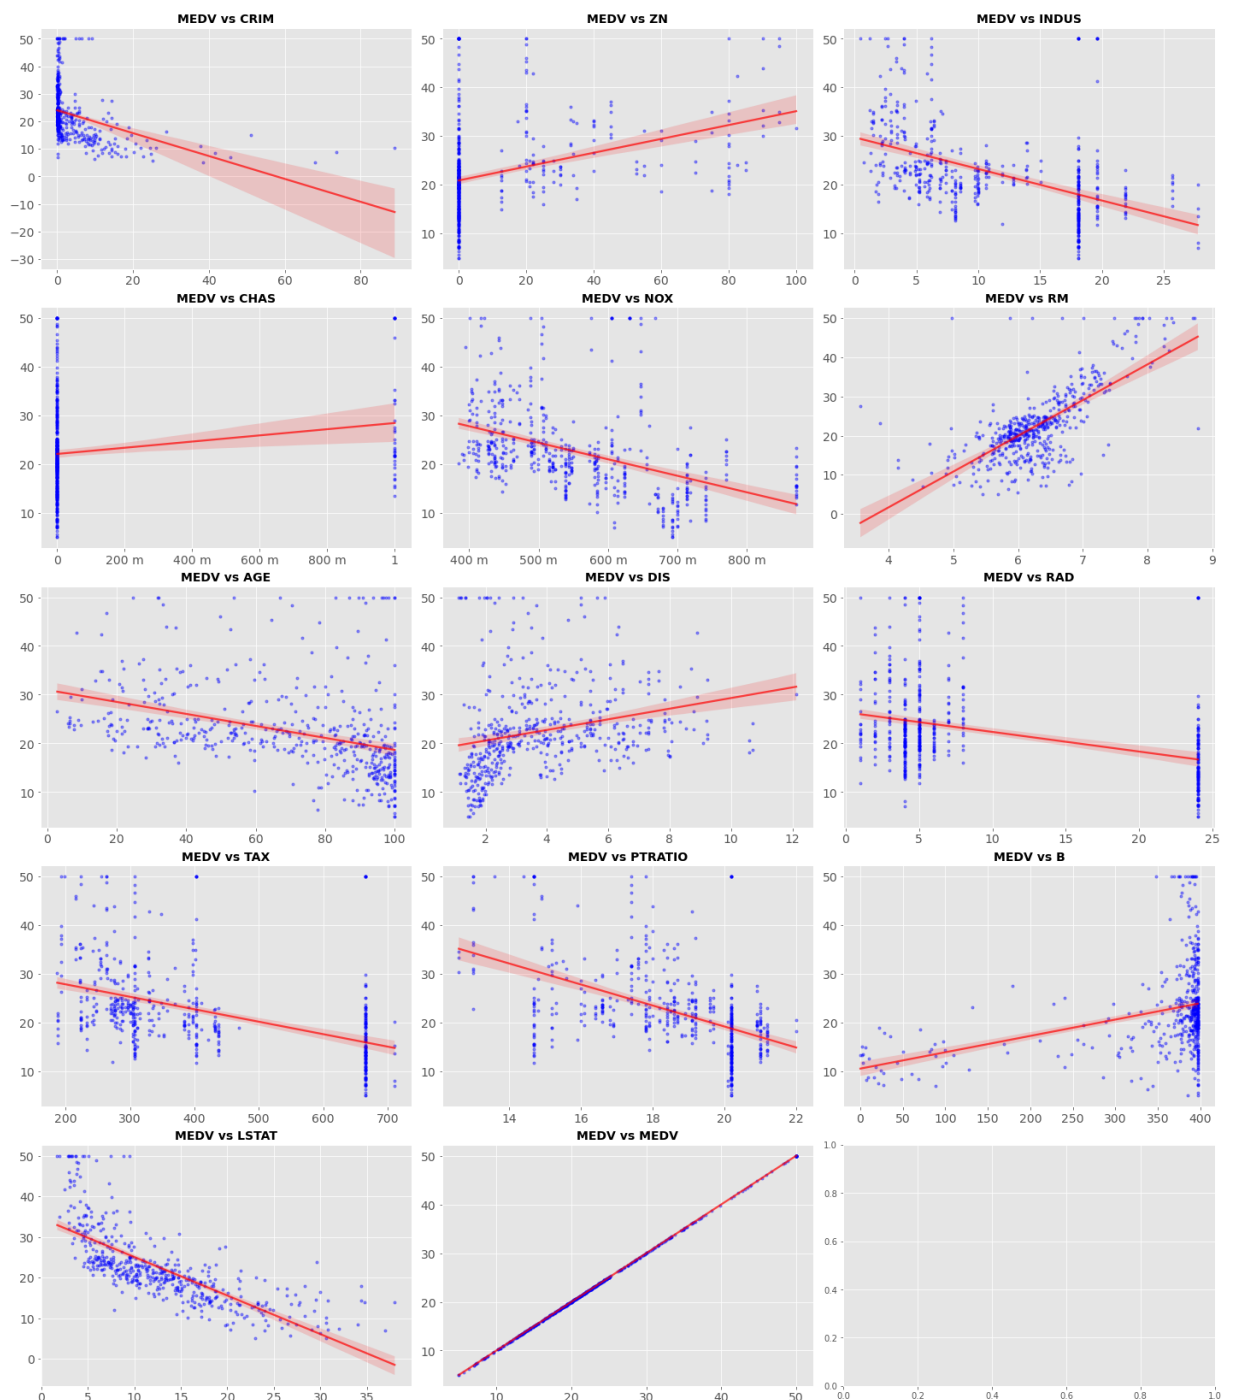 MEDV vs CRIM MEDV vs ZN MEDV vs INDUS
50 50 50
40
30 40 40
20
10 30 30
0
−10 20 20
−20
−30 10 10
0 20 40 60 80 0 20 40 60 80 100 0 5 10 15 20 25
MEDV vs CHAS MEDV vs NOX MEDV vs RM
50 50 50
40 40 40
30 30 30
20 20 20
10 10 10
0
0 200 m 400 m 600 m 800 m 1 400 m 500 m 600 m 700 m 800 m 4 5 6 7 8 9
MEDV vs AGE MEDV vs DIS MEDV vs RAD
50 50 50
40 40 40
30 30 30
20 20 20
10 10 10
0 20 40 60 80 100 2 4 6 8 10 12 0 5 10 15 20 25
MEDV vs TAX MEDV vs PTRATIO MEDV vs B
50 50 50
40 40 40
30 30 30
20 20 20
10 10 10
200 300 400 500 600 700 14 16 18 20 22 0 50 100 150 200 250 300 350 400
MEDV vs LSTAT MEDV vs MEDV
50 50 1.0
40 40 0.8
30 30 0.6
20 20 0.4
10 10 0.2
0 0.0
0 5 10 15 20 25 30 35 10 20 30 40 50 0.0 0.2 0.4 0.6 0.8 1.0